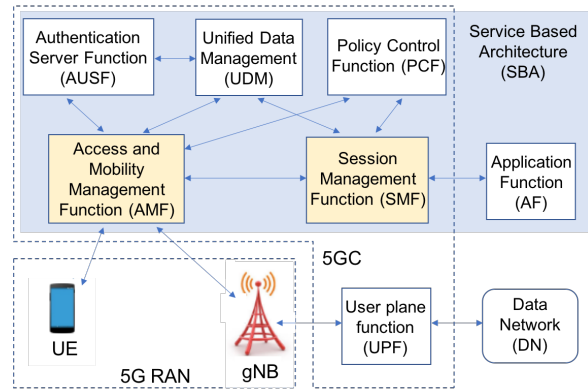 Authentication
Server Function
(AUSF)
Unified Data
Management
(UDM)
Policy Control
Function (PCF)
Service Based
Architecture
(SBA)
Access and
Mobility
Management
Function (AMF)
Session
Management
Function (SMF)
Application
Function
(AF)
5GC
UE
5G RAN
gNB
User plane
function
(UPF)
Data
Network
(DN)